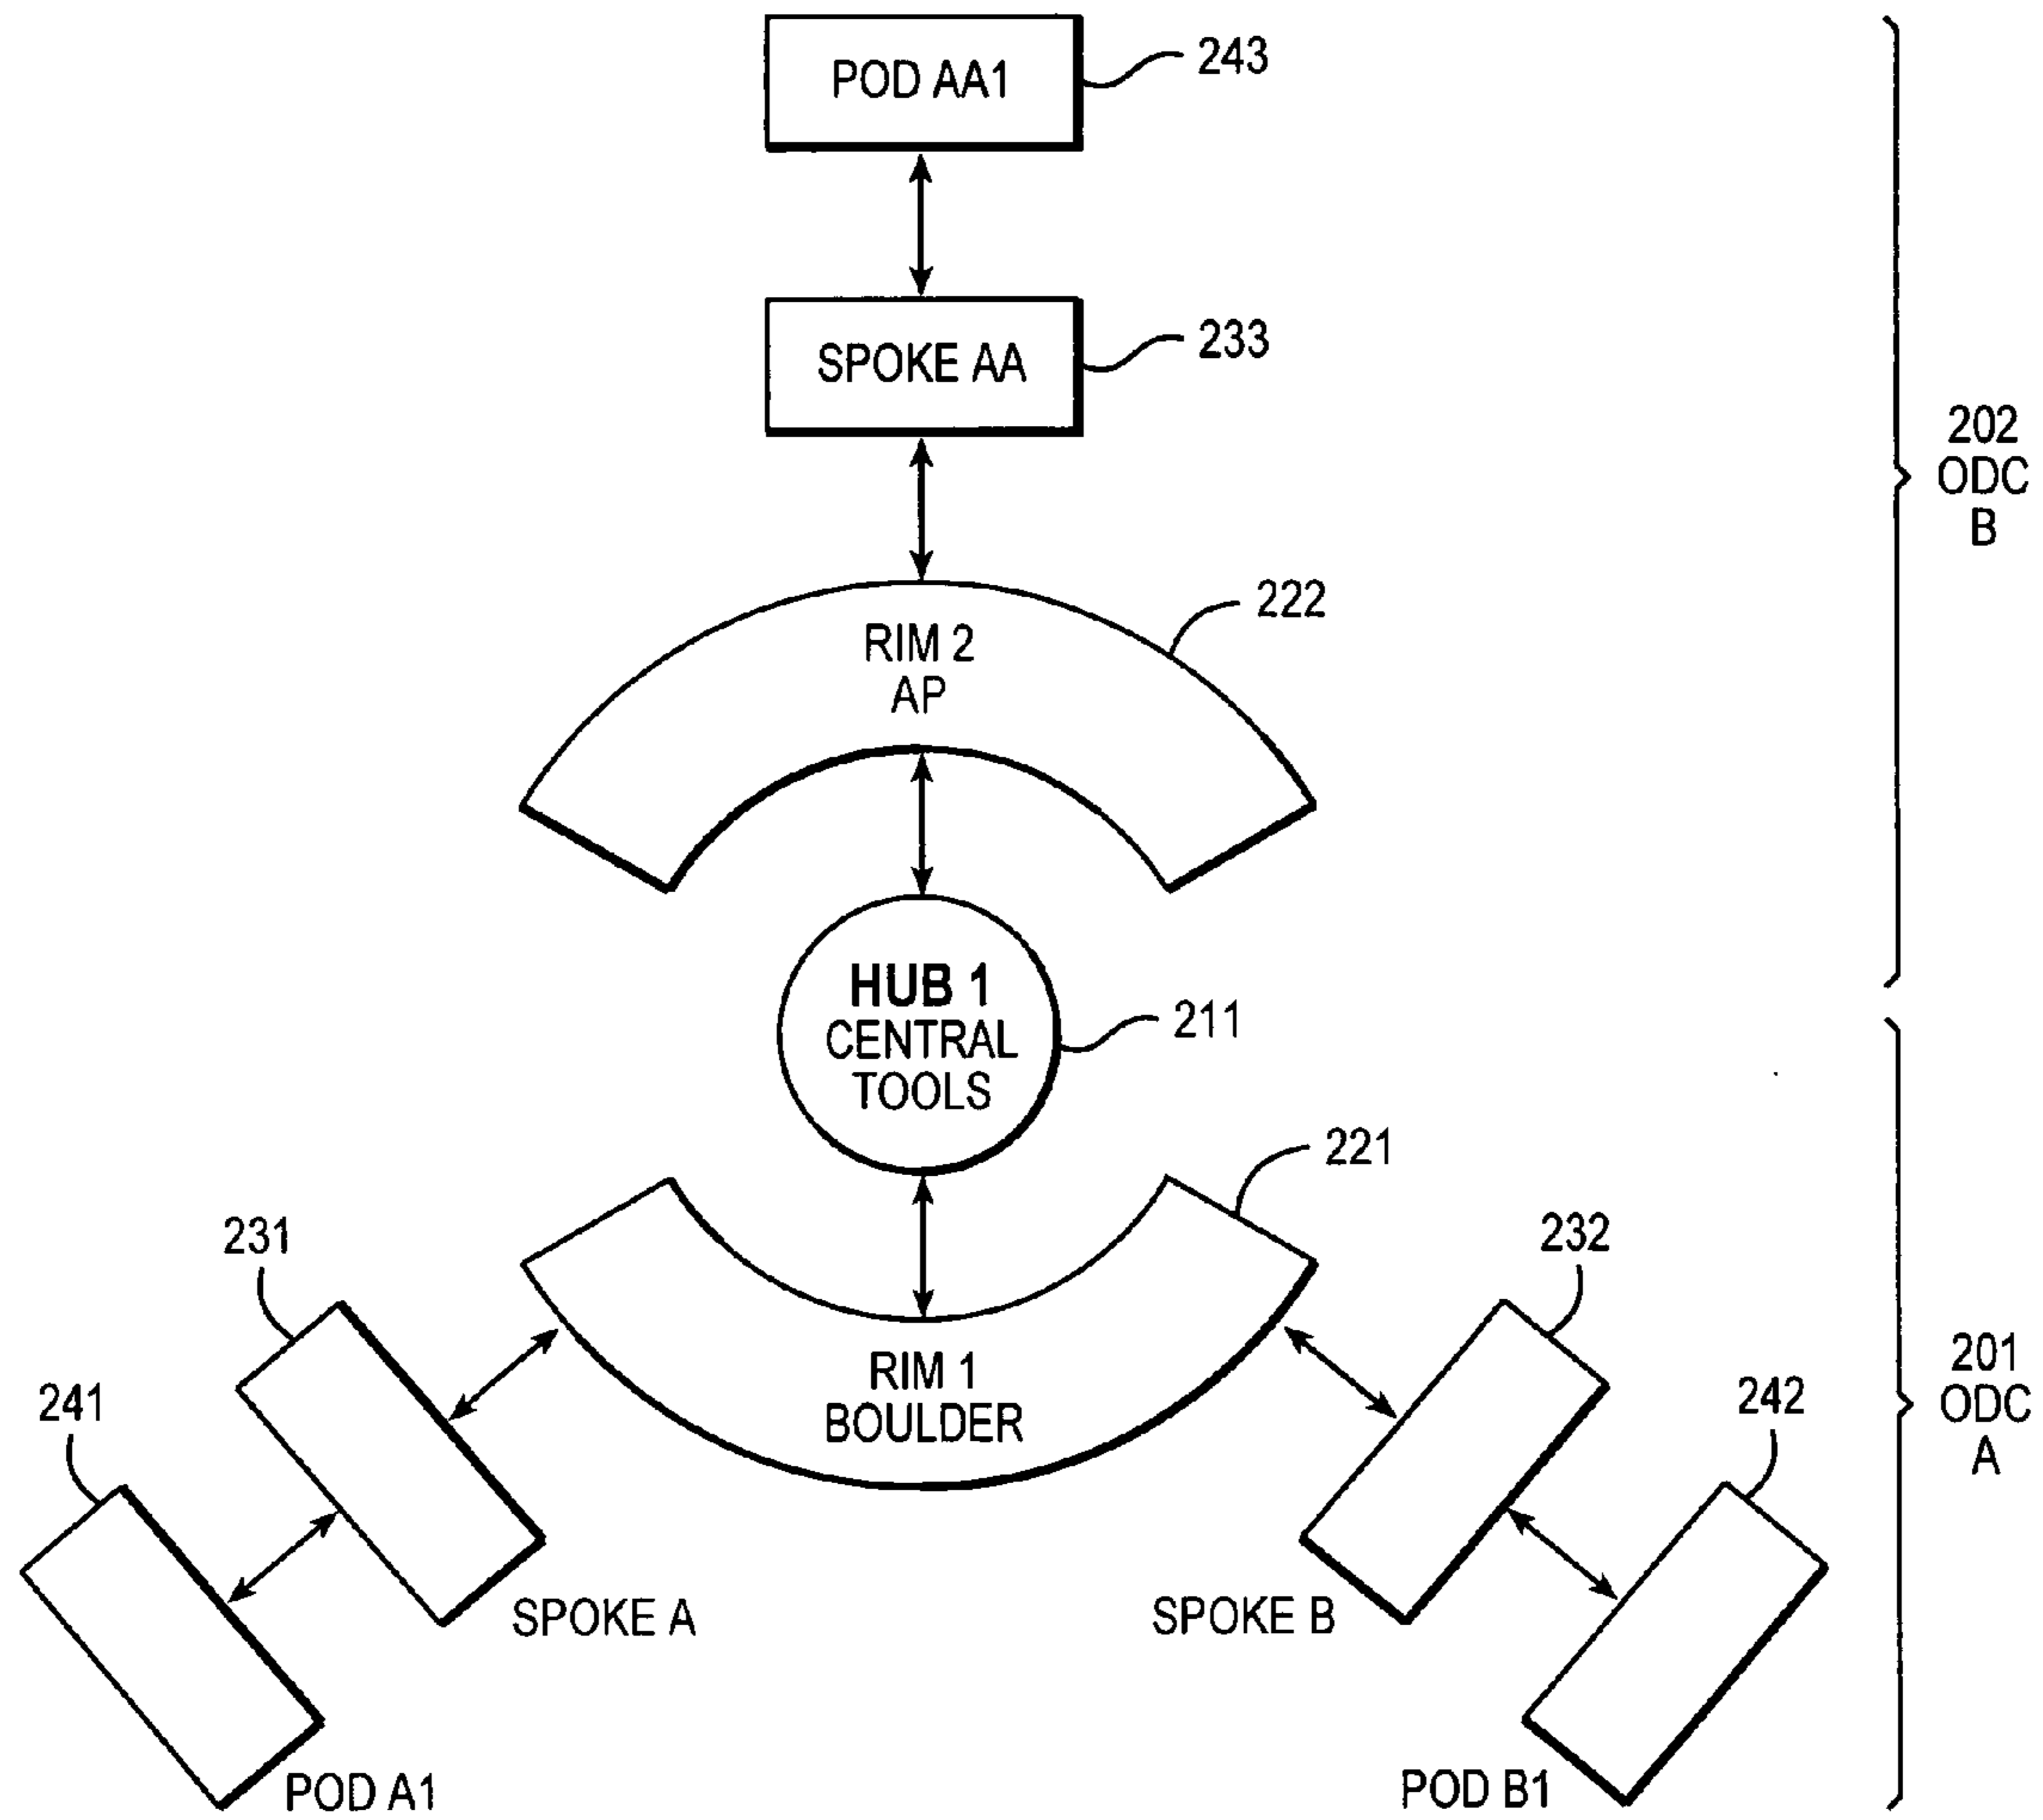 POD AA1
243
SPOKE AA
233
202
ODC
B
222
RIM 2
AP
HUB 1
CENTRAL
TOOLS
211
221
231
232
RIM 1
BOULDER
201
ODC
A
241
242
SPOKE A
SPOKE B
POD A1
POD B1